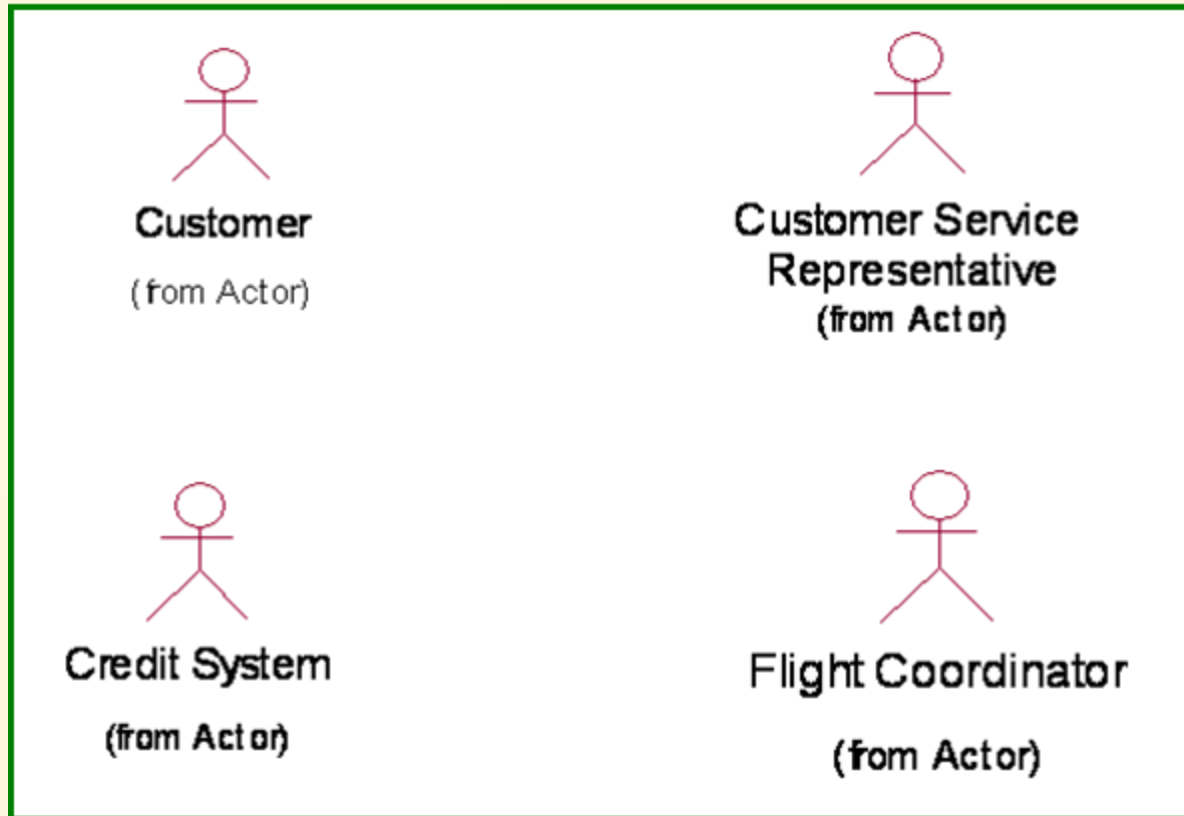 Customer
(from Actor)
Customer Service
Representative
(from Actor)
Credit System
(from Actor)
Flight Coordinator
(from Actor)